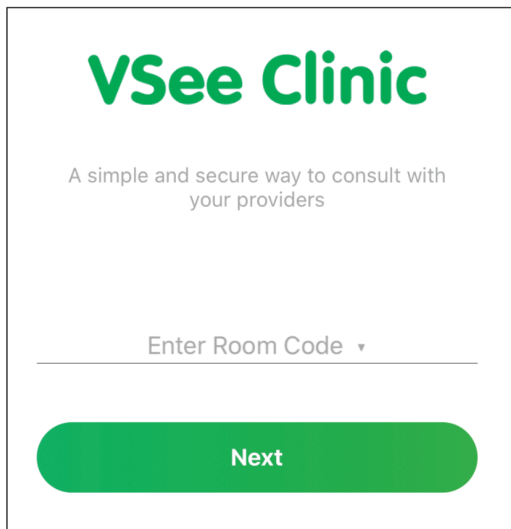 VSee Clinic
A simple and secure way to consult with
your providers
Enter Room Code ▾
Next